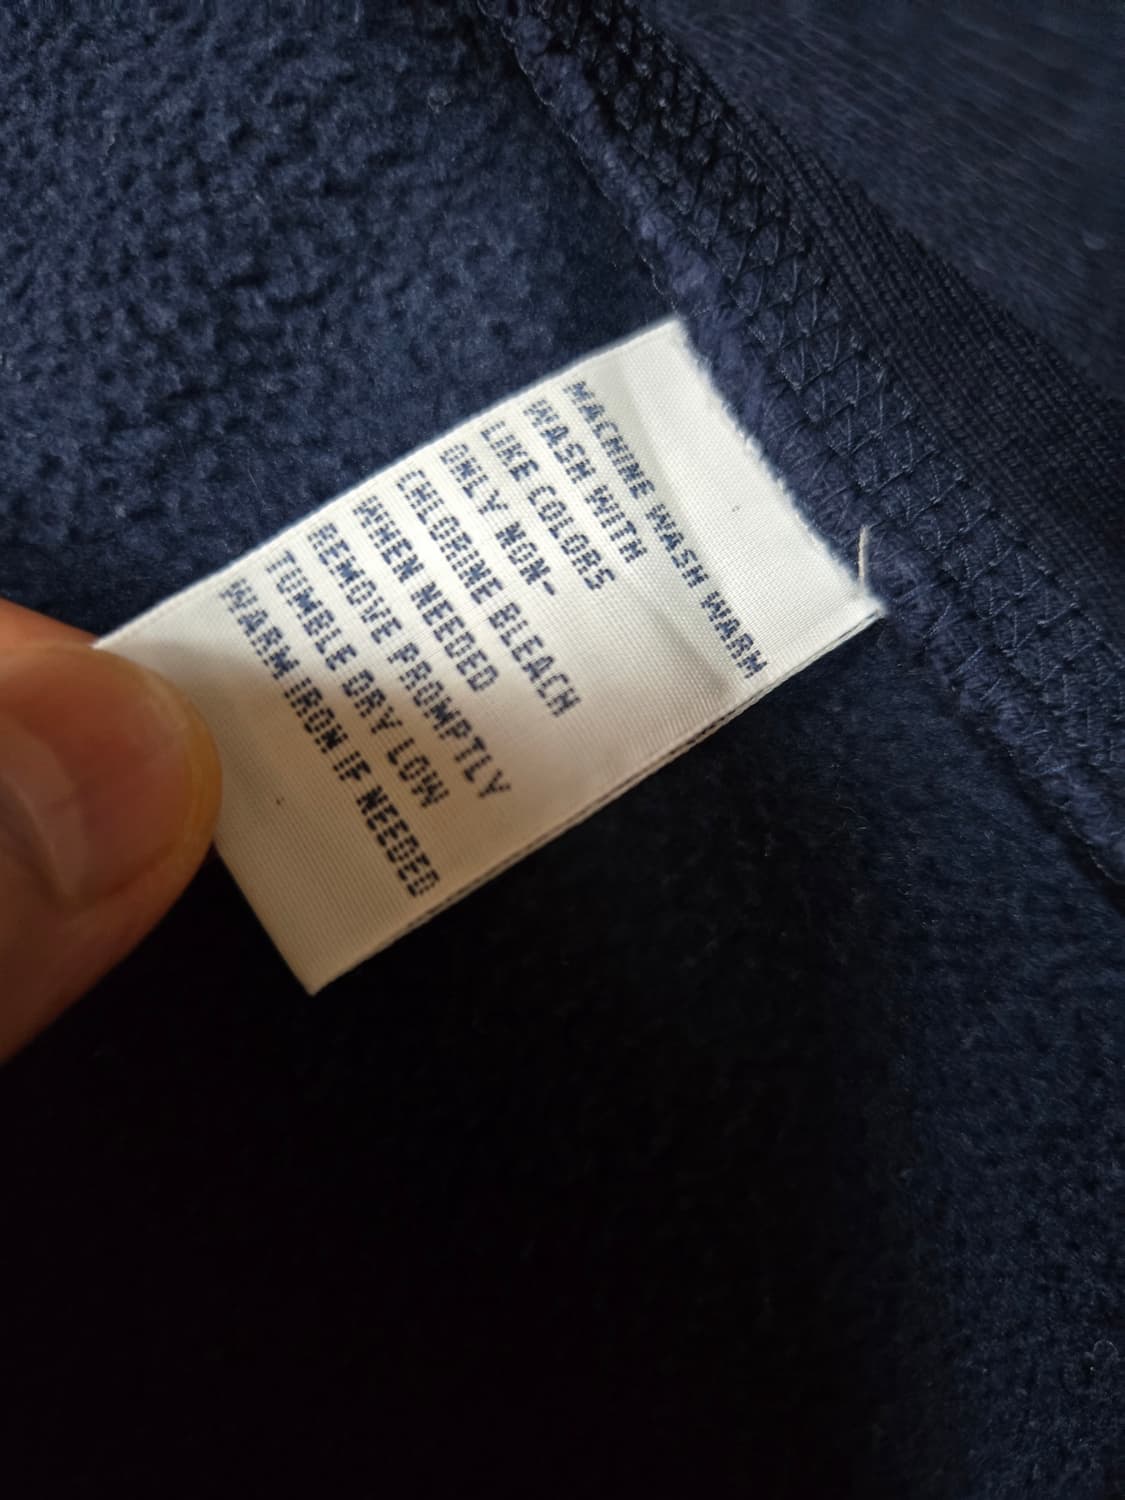 MACHINE WASH WARM
WASH WITH
LIKE COLORS
ONLY NON-
CHLORINE BLEACH
WHEN NEEDED
REMOVE PROMPTLY
TUMBLE DRY LOW
WARM IRON IF NEEDED